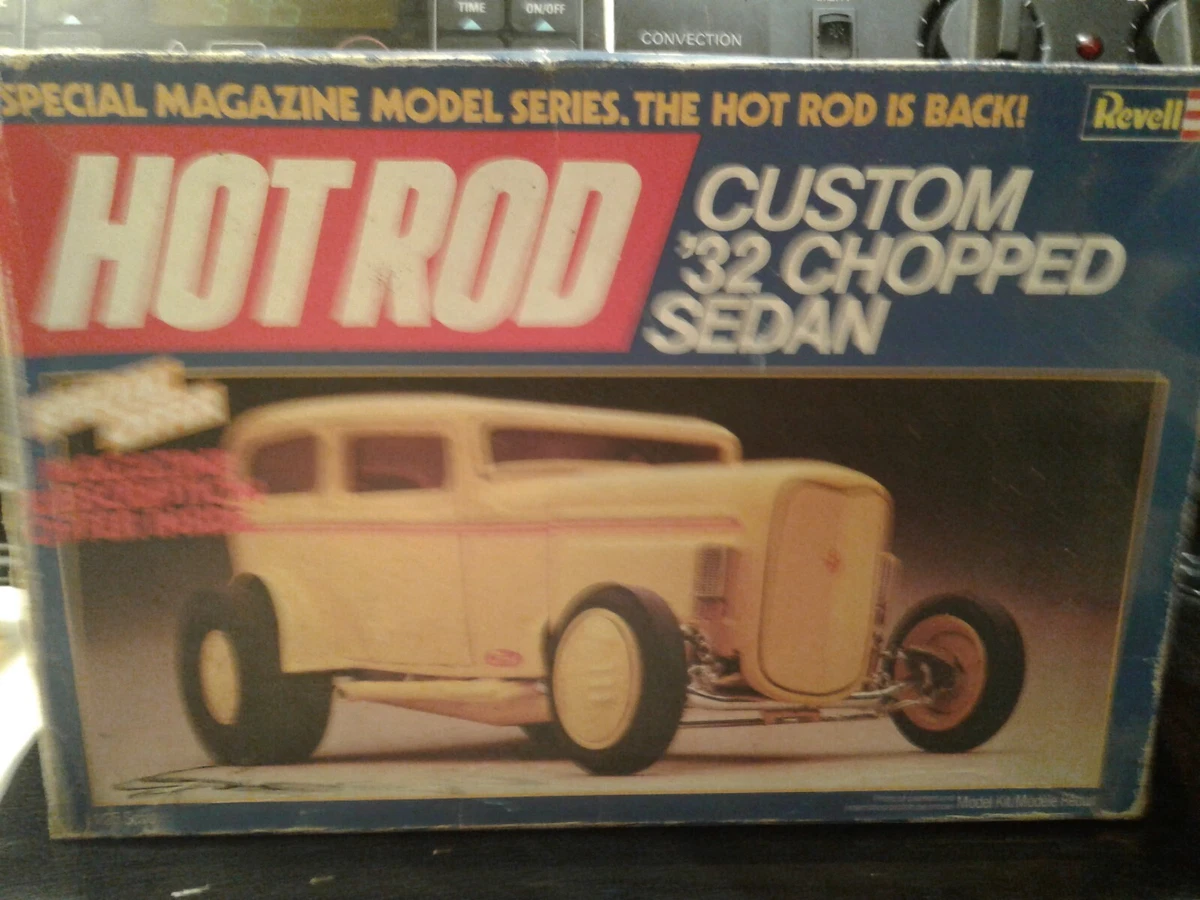 TIME
ON/OFF
CONVECTION
SPECIAL MAGAZINE MODEL SERIES. THE HOT ROD IS BACK!
Revell
HOT ROD
CUSTOM
'32 CHOPPED
SEDAN
Model Kit/Modèle